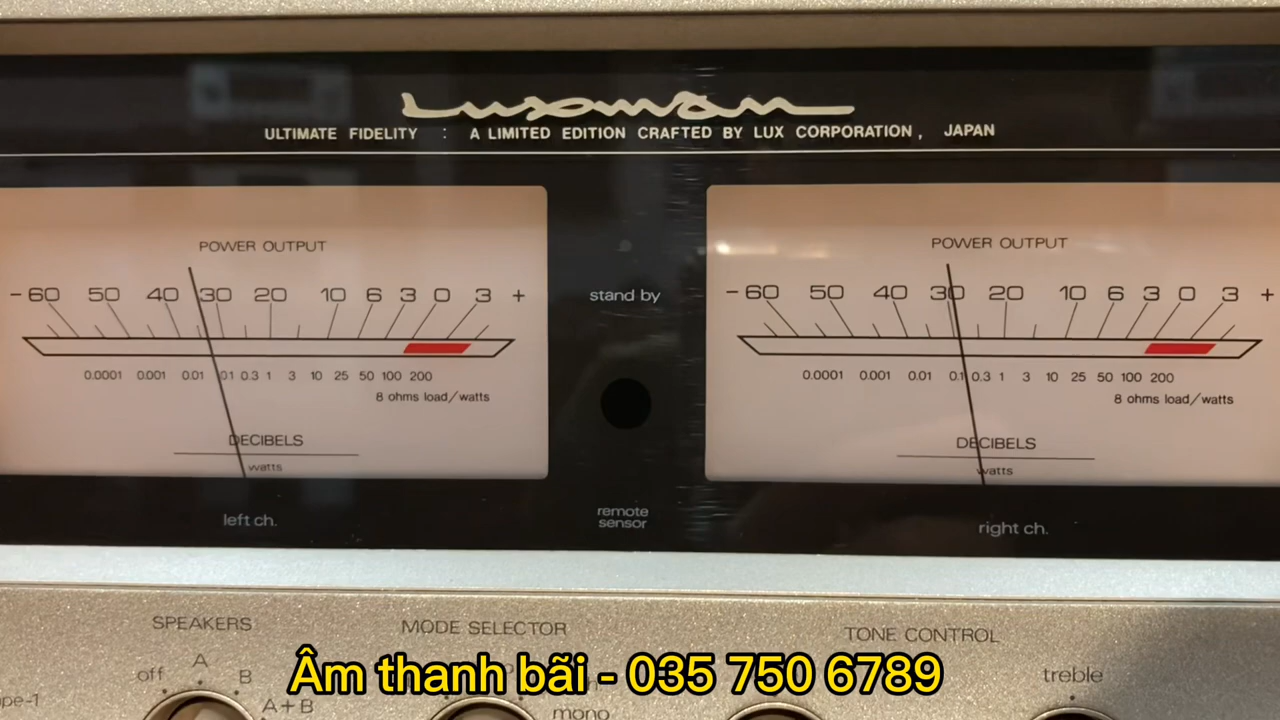 Luxman
ULTIMATE FIDELITY : A LIMITED EDITION CRAFTED BY LUX CORPORATION, JAPAN
POWER OUTPUT
- 60 50 40 30 20 10 6 3 0 3 +
0.0001 0.001 0.01 0.1 0.3 1 3 10 25 50 100 200
8 ohms load/watts
DECIBELS
watts
left ch.
stand by
remote
sensor
POWER OUTPUT
- 60 50 40 30 20 10 6 3 0 3 +
0.0001 0.001 0.01 0.1 0.3 1 3 10 25 50 100 200
8 ohms load/watts
DECIBELS
watts
right ch.
SPEAKERS
off A B A+B
MODE SELECTOR
mono
TONE CONTROL
treble
Âm thanh bãi - 035 750 6789